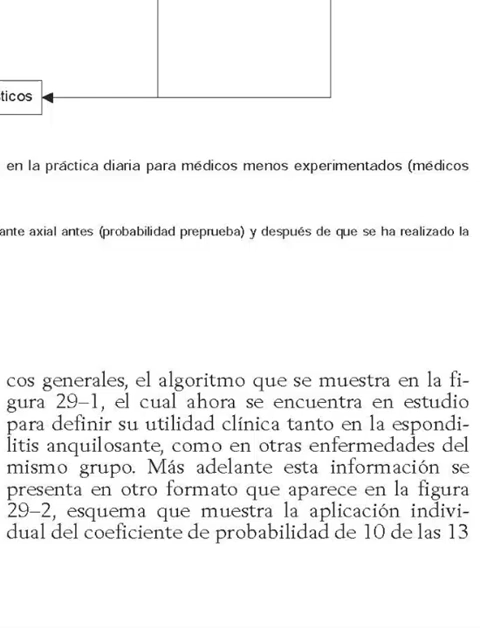 ticos
en la práctica diaria para médicos menos experimentados (médicos
ante axial antes (probabilidad preprueba) y después de que se ha realizado la
cos generales, el algoritmo que se muestra en la fi-
gura 29–1, el cual ahora se encuentra en estudio
para definir su utilidad clínica tanto en la espondi-
litis anquilosante, como en otras enfermedades del
mismo grupo. Más adelante esta información se
presenta en otro formato que aparece en la figura
29–2, esquema que muestra la aplicación indivi-
dual del coeficiente de probabilidad de 10 de las 13